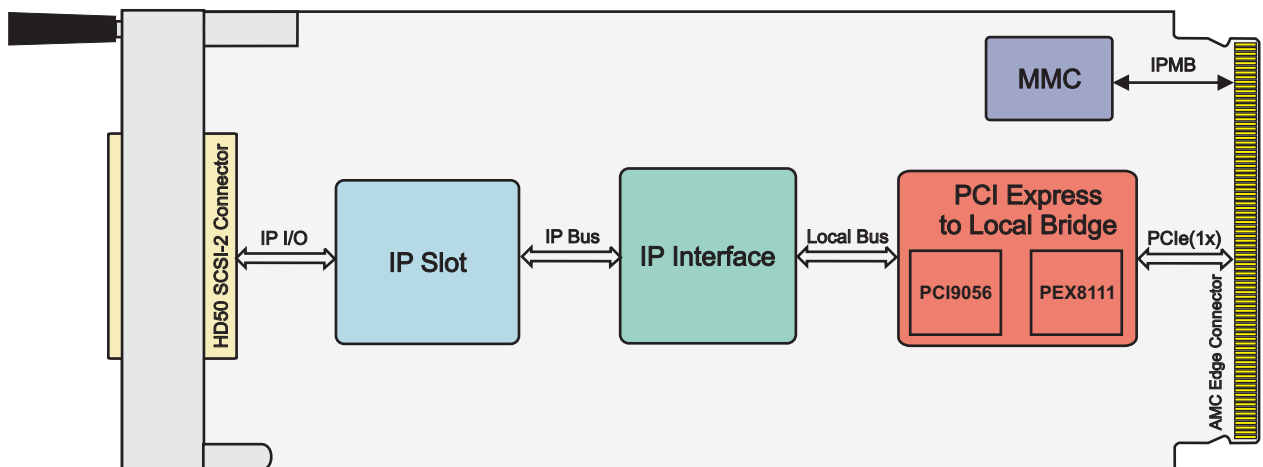 MMC
IPMB
HD50 SCSI-2 Connector
IP I/O
IP Slot
IP Bus
IP Interface
Local Bus
PCI Express
to Local Bridge
PCI9056
PEX8111
PCIe(1x)
AMC Edge Connector